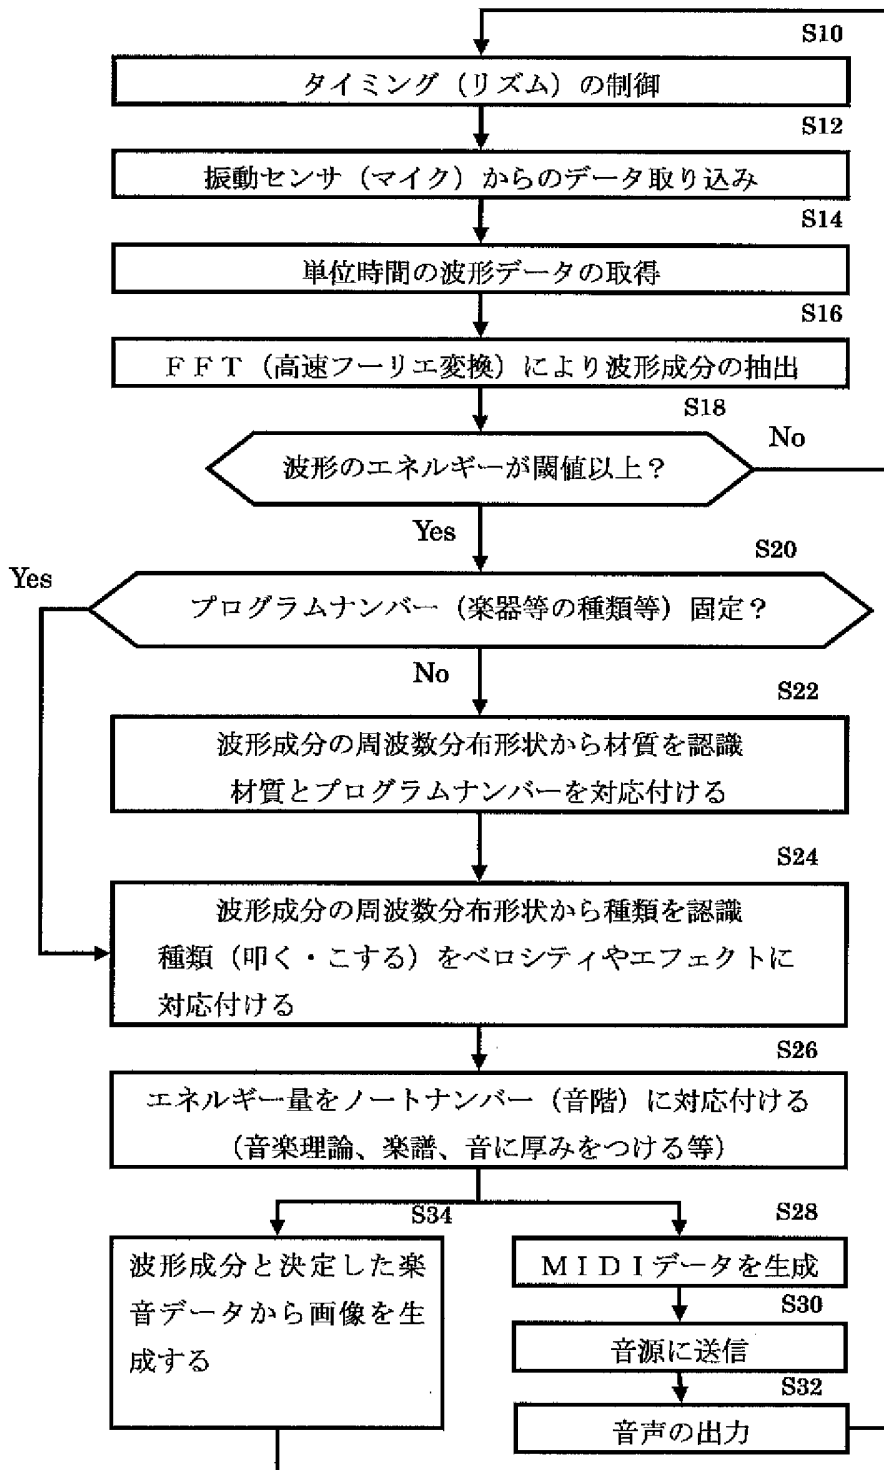 S10
タイミング（リズム）の制御
S12
振動センサ（マイク）からのデータ取り込み
S14
単位時間の波形データの取得
S16
ＦＦＴ（高速フーリエ変換）により波形成分の抽出
S18
波形のエネルギーが閾値以上？
No
Yes
S20
Yes
プログラムナンバー（楽器等の種類等）固定？
No
S22
波形成分の周波数分布形状から材質を認識
材質とプログラムナンバーを対応付ける
S24
波形成分の周波数分布形状から種類を認識
種類（叩く・こする）をベロシティやエフェクトに
対応付ける
S26
エネルギー量をノートナンバー（音階）に対応付ける
（音楽理論、楽譜、音に厚みをつける等）
S34
波形成分と決定した楽
音データから画像を生
成する
S28
ＭＩＤＩデータを生成
S30
音源に送信
S32
音声の出力